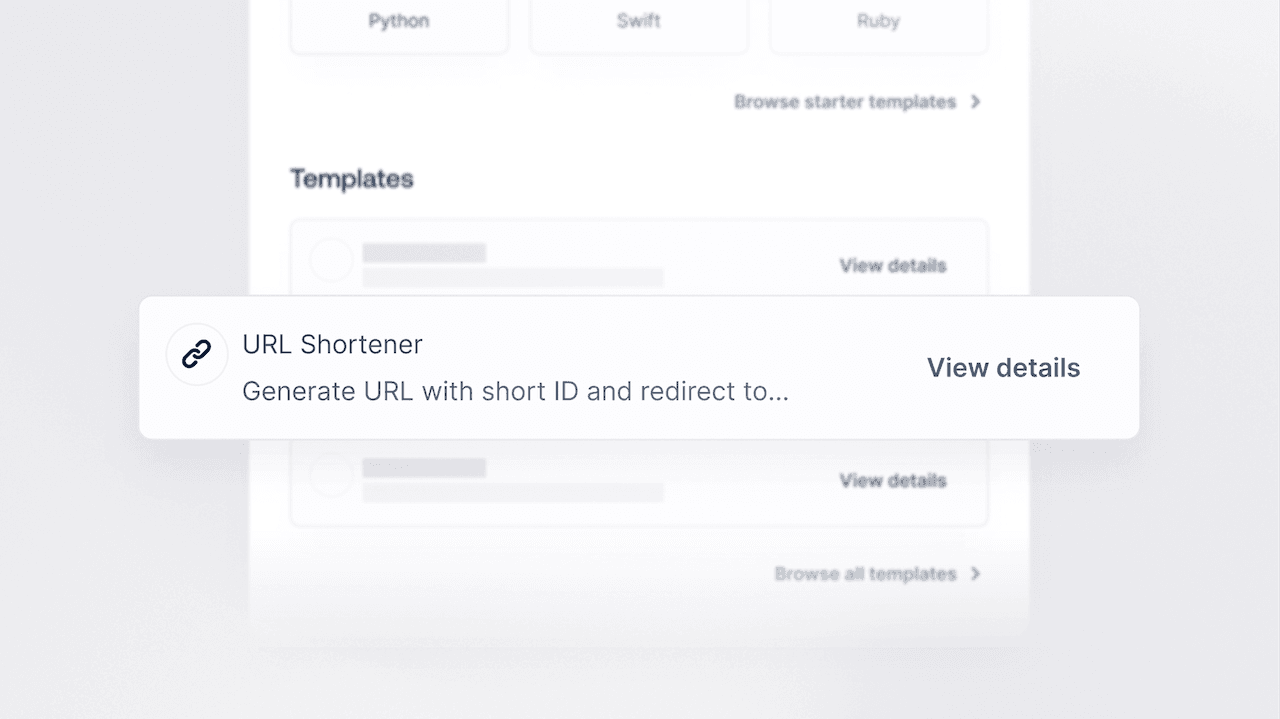 Python
Swift
Ruby
Browse starter templates
Templates
View details
URL Shortener
Generate URL with short ID and redirect to...
View details
View details
Browse all templates